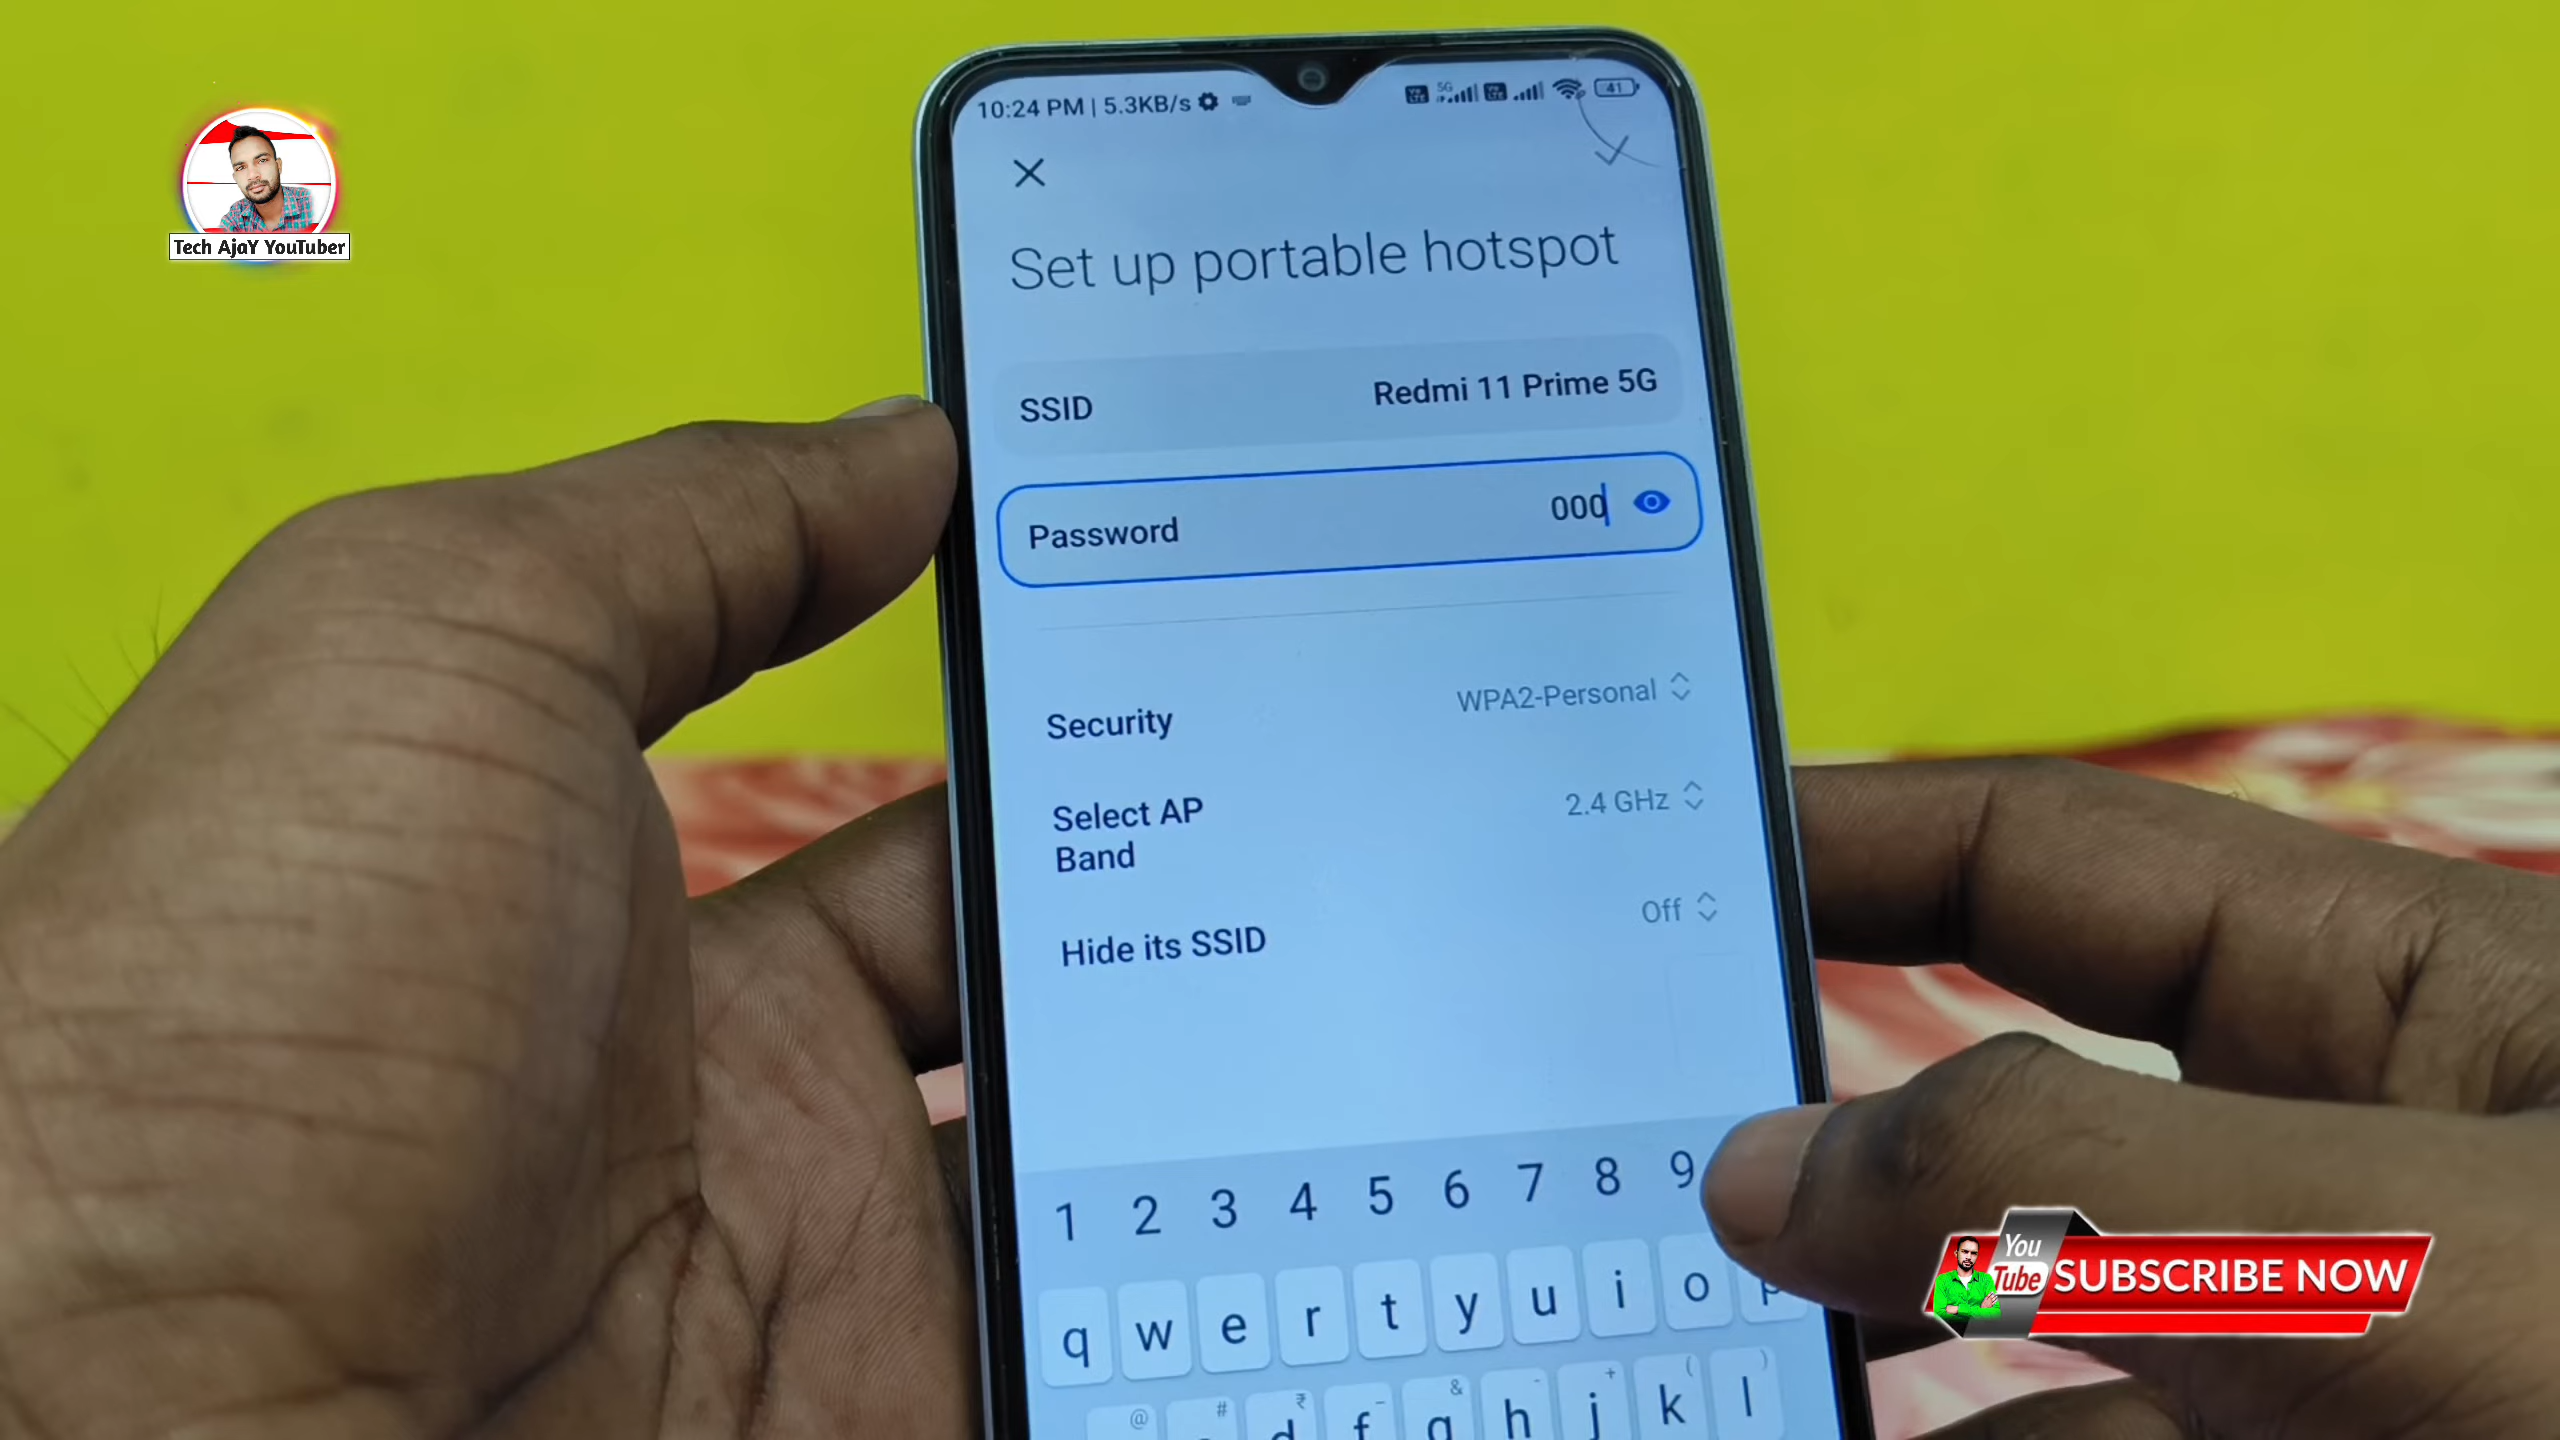 10:24 PM | 5.3KB/s
5G
41
Set up portable hotspot
SSID Redmi 11 Prime 5G
Password 000
Security WPA2-Personal
Select AP Band 2.4 GHz
Hide its SSID Off
1 2 3 4 5 6 7 8 9
q w e r t y u i o p
@ # ₹ - & - + ( )
d f g h j k l
Tech AjaY YouTuber
You Tube SUBSCRIBE NOW